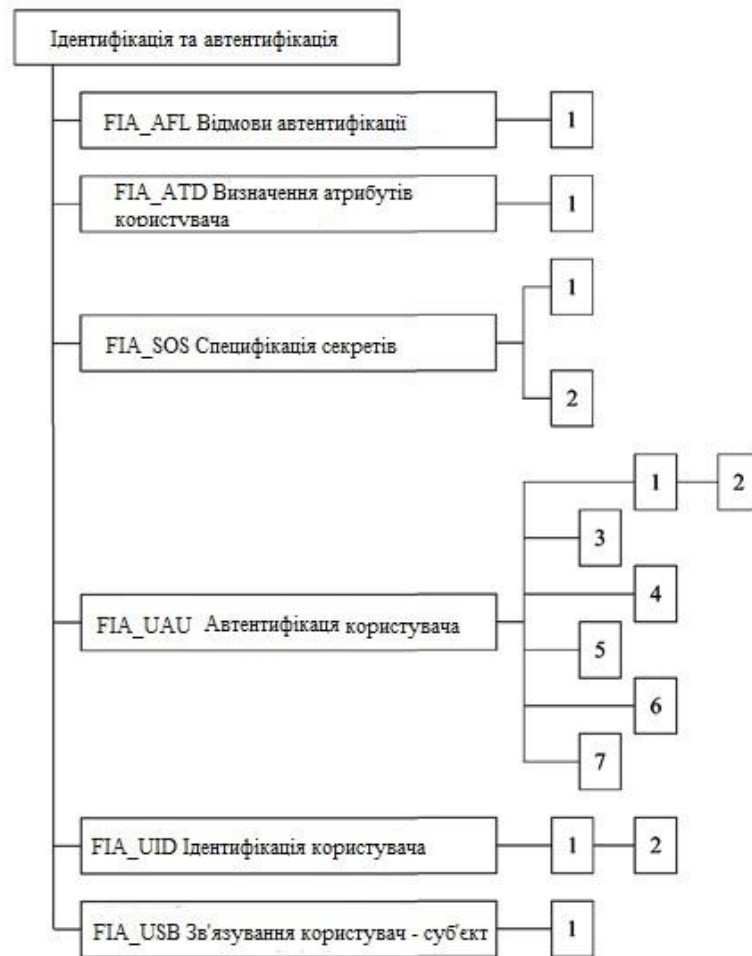 Ідентифікація та автентифікація
FIA_AFL Відмови автентифікації
1
FIA_ATD Визначення атрибутів
користувача
1
FIA_SOS Специфікація секретів
1
2
FIA_UAU Автентифікаця користувача
1
2
3
4
5
6
7
FIA_UID Ідентифікація користувача
1
2
FIA_USB Зв'язування користувач - суб'єкт
1